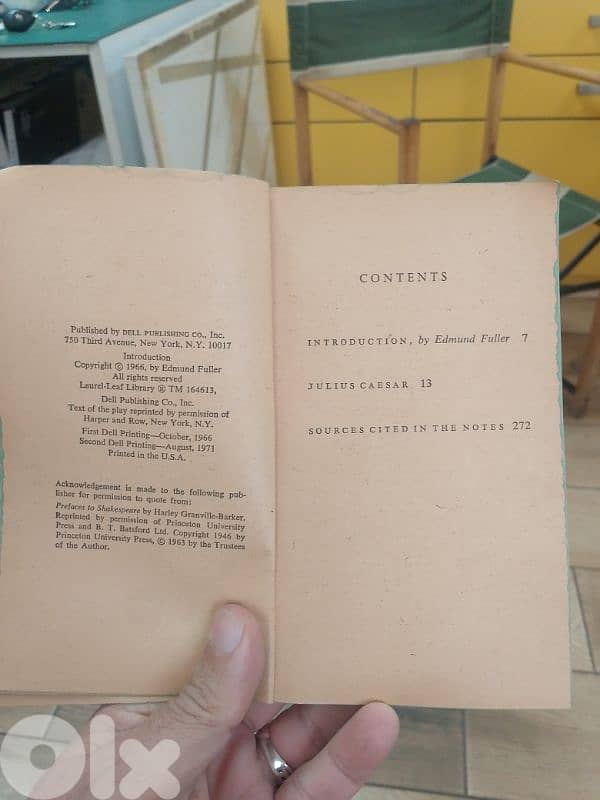 Published by DELL PUBLISHING CO., Inc.
750 Third Avenue, New York, N.Y. 10017
Introduction
Copyright © 1966, by Edmund Fuller
All rights reserved
Laurel-Leaf Library ® TM 164613,
Dell Publishing Co., Inc.
Text of the play reprinted by permission of
Harper and Row, New York, N.Y.
First Dell Printing—October, 1966
Second Dell Printing—August, 1971
Printed in the U.S.A.
Acknowledgement is made to the following pub-
lisher for permission to quote from:
Prefaces to Shakespeare by Harley Granville-Barker.
Reprinted by permission of Princeton University
Press and B. T. Batsford Ltd. Copyright 1946 by
Princeton University Press, © 1963 by the Trustees
of the Author.
CONTENTS
INTRODUCTION, by Edmund Fuller 7
JULIUS CAESAR 13
SOURCES CITED IN THE NOTES 272
olx